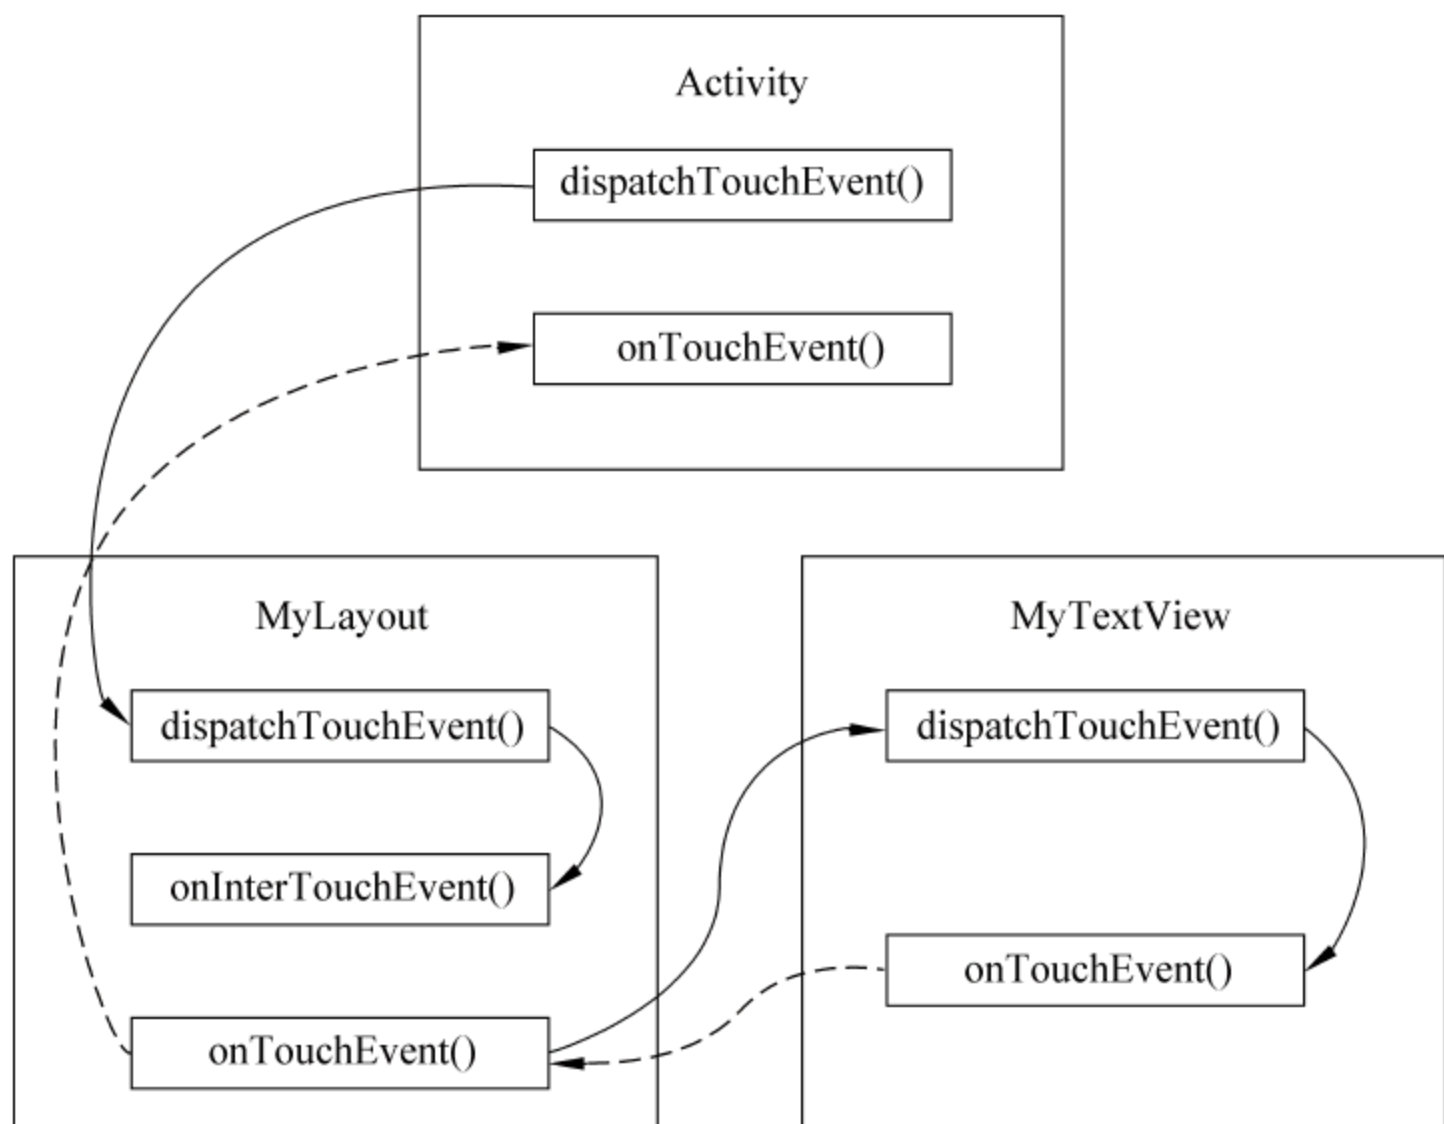 Activity
dispatchTouchEvent()
onTouchEvent()
MyLayout
dispatchTouchEvent()
onInterTouchEvent()
onTouchEvent()
MyTextView
dispatchTouchEvent()
onTouchEvent()